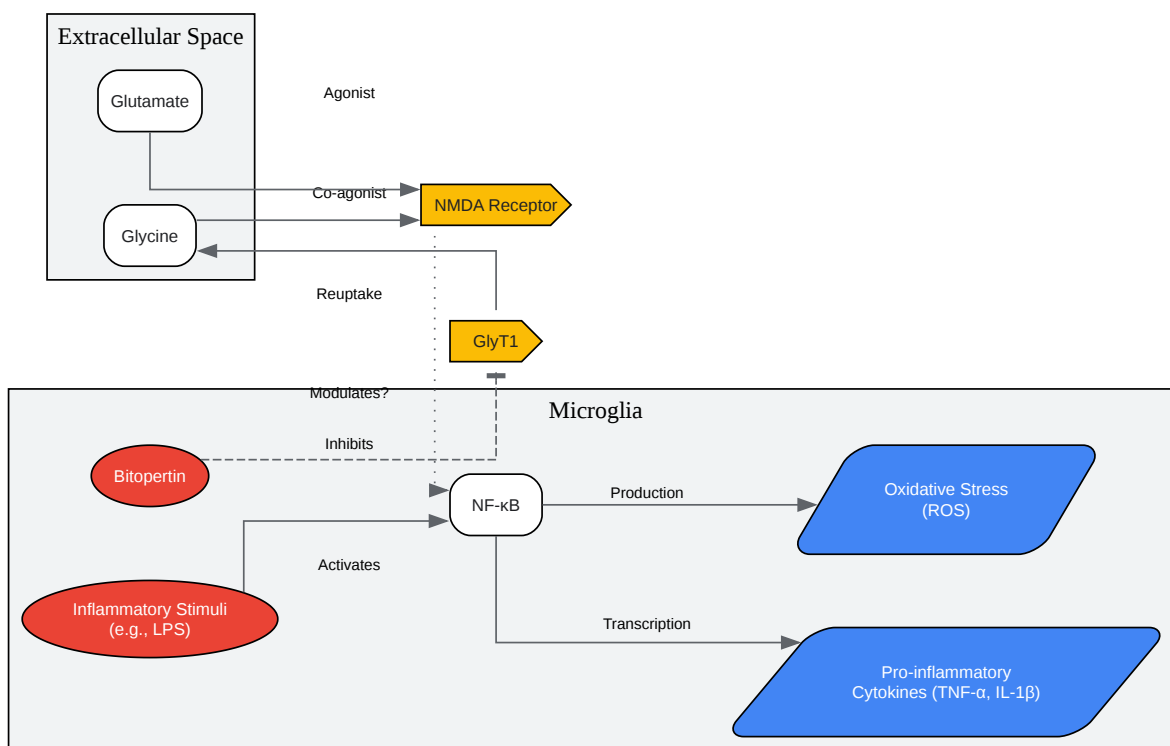 Extracellular Space
Glutamate
Agonist
Co-agonist
NMDA Receptor
Glycine
Reuptake
GlyT1
Modulates?
Microglia
Inhibits
Bitopertin
NF-κB
Production
Oxidative Stress
(ROS)
Activates
Inflammatory Stimuli
(e.g., LPS)
Transcription
Pro-inflammatory
Cytokines (TNF-α, IL-1β)